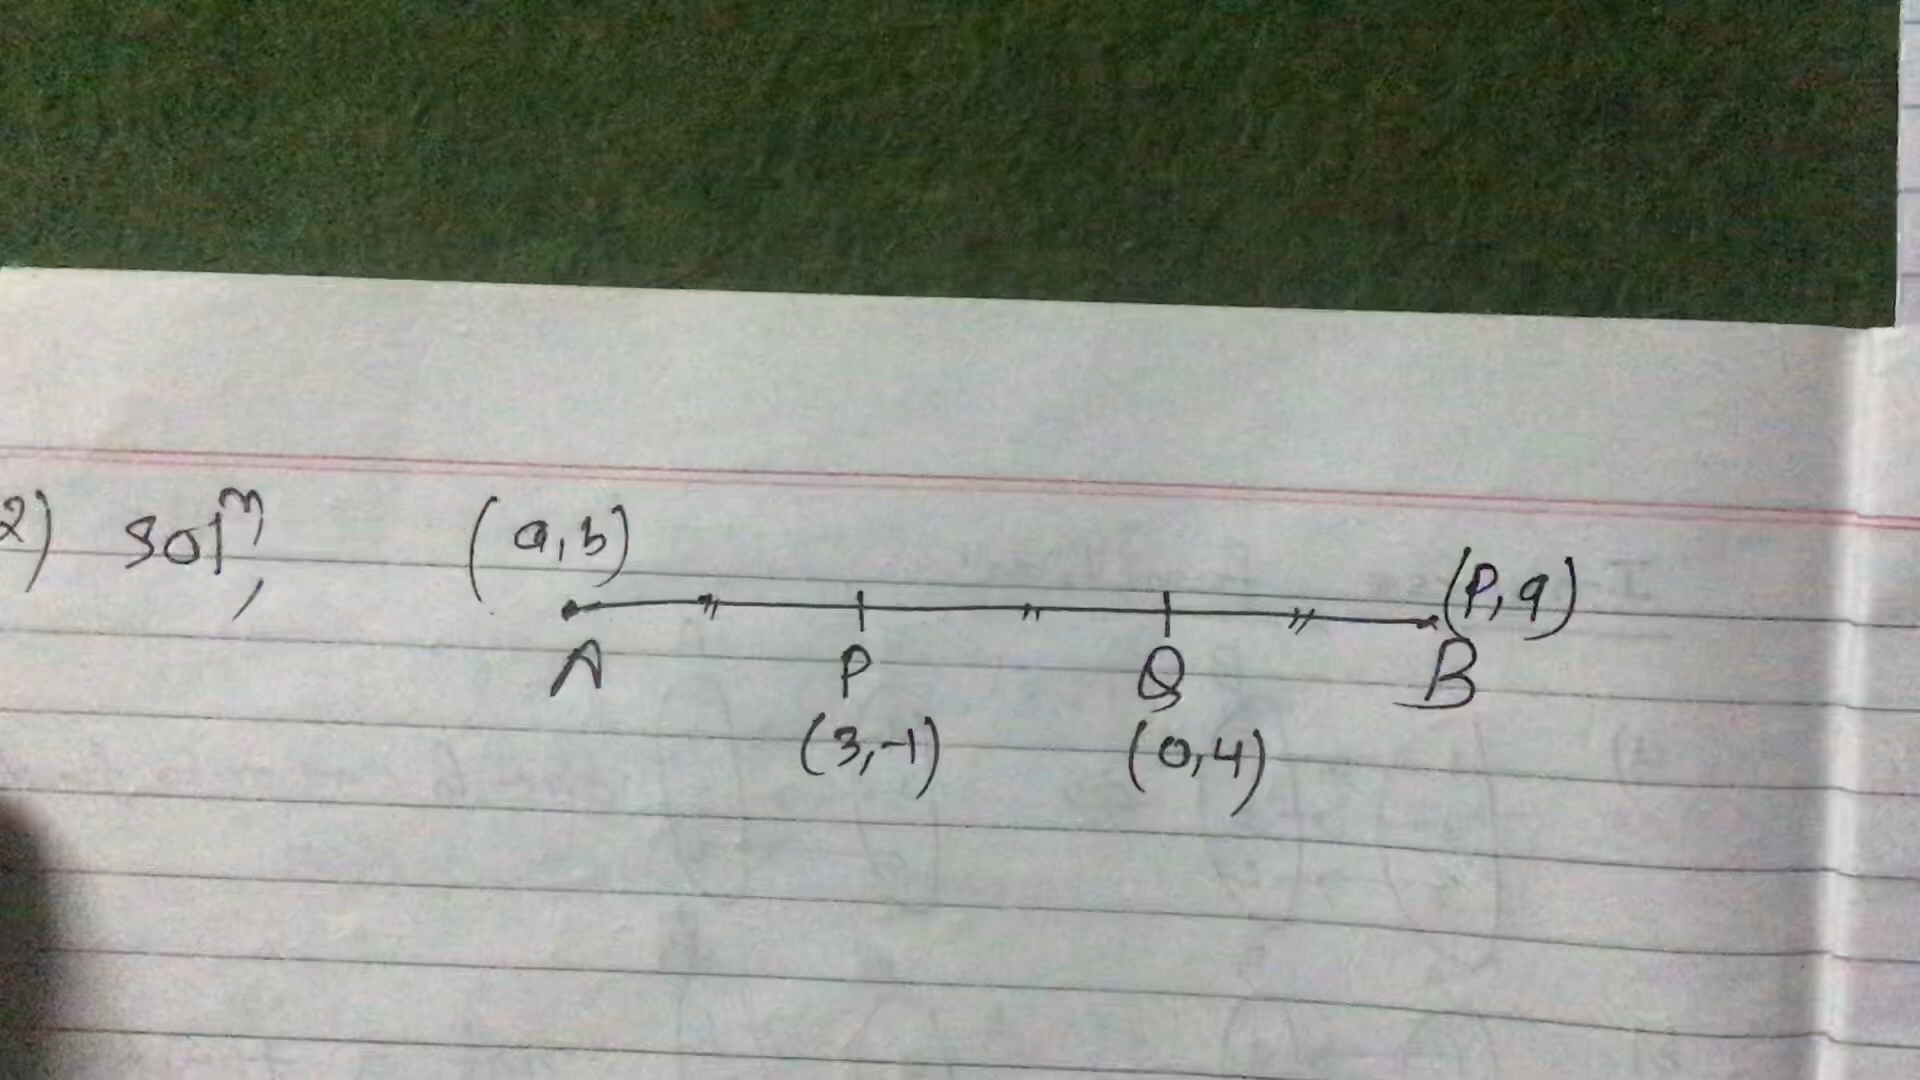 2) Solⁿ, (a,b) (P,q)
A P Q B
(3,-1) (0,4)